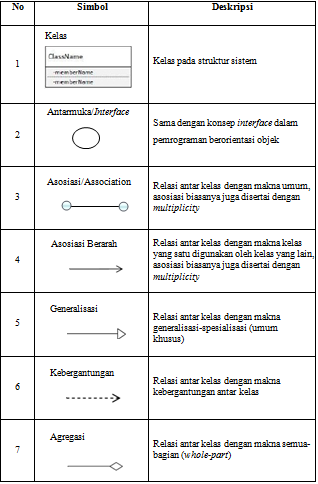 No Simbol Deskripsi
1
Kelas
ClassName
-memberName
-memberName
Kelas pada struktur sistem
2
Antarmuka/Interface
Sama dengan konsep interface dalam
pemrograman berorientasi objek
3
Asosiasi/Association
Relasi antar kelas dengan makna umum,
asosiasi biasanya juga disertai dengan
multiplicity
4
Asosiasi Berarah
Relasi antar kelas dengan makna kelas
yang satu digunakan oleh kelas yang lain,
asosiasi biasanya juga disertai dengan
multiplicity
5
Generalisasi
Relasi antar kelas dengan makna
generalisasi-spesialisasi (umum
khusus)
6
Kebergantungan
Relasi antar kelas dengan makna
kebergantungan antar kelas
7
Agregasi
Relasi antar kelas dengan makna semua-
bagian (whole-part)